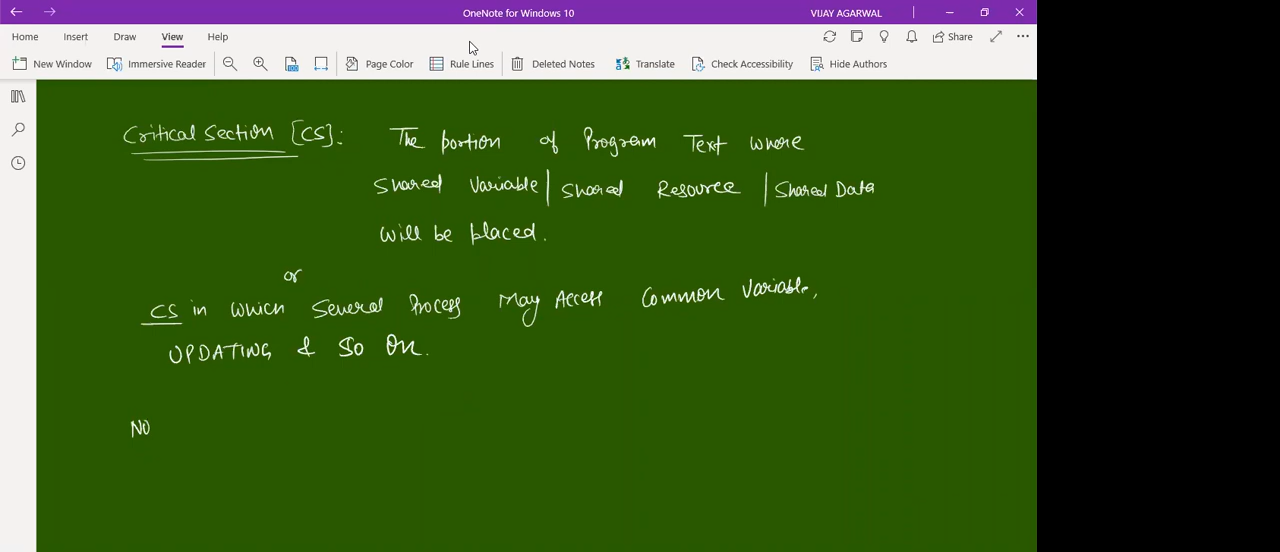 OneNote for Windows 10
VIJAY AGARWAL
Home Insert Draw View Help
Share
New Window Immersive Reader Page Color Rule Lines Deleted Notes Translate Check Accessibility Hide Authors
Critical Section [CS]: The portion of Program Text where
Shared Variable | Shared Resource | Shared Data
will be placed.
or
CS in which Several Process May Access Common Variable,
UPDATING & So On.
NO